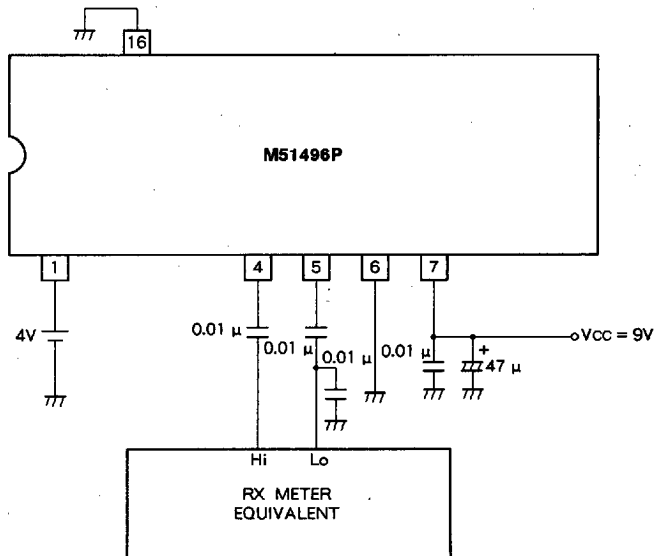 16
M51496P
1
4
5
6
7
4V
0.01 μ
0.01 μ
0.01 μ
0.01 μ
+
47 μ
VCC = 9V
Hi
Lo
RX METER
EQUIVALENT